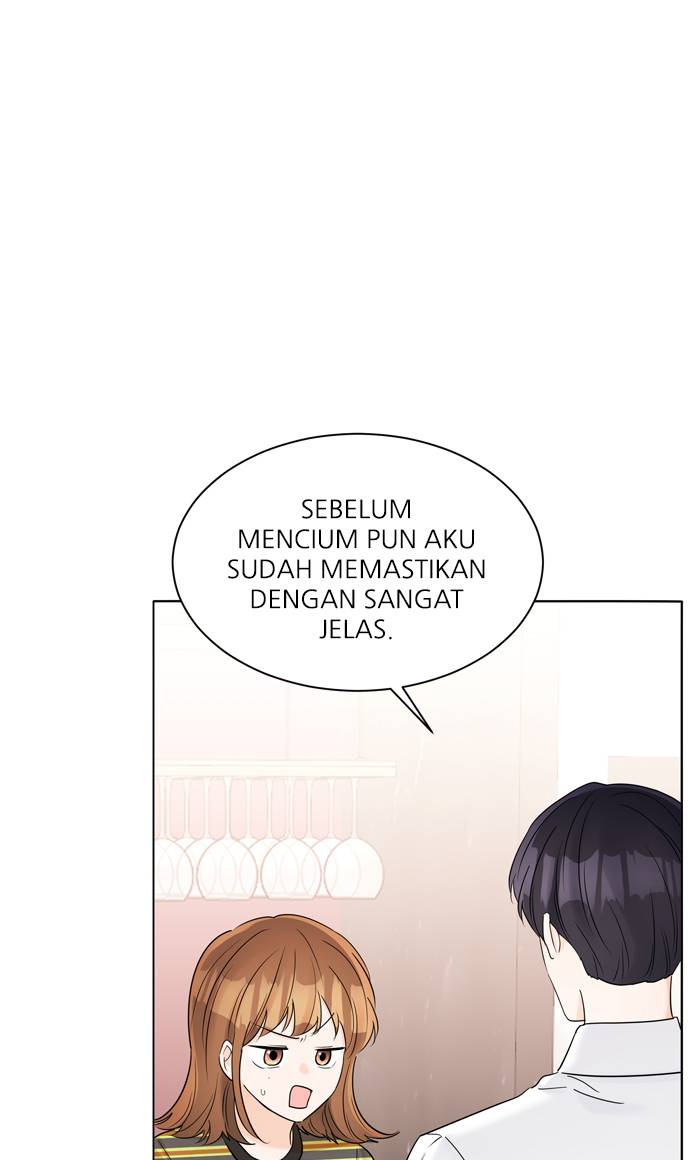 SEBELUM
MENCIUM PUN AKU
SUDAH MEMASTIKAN
DENGAN SANGAT
JELAS.